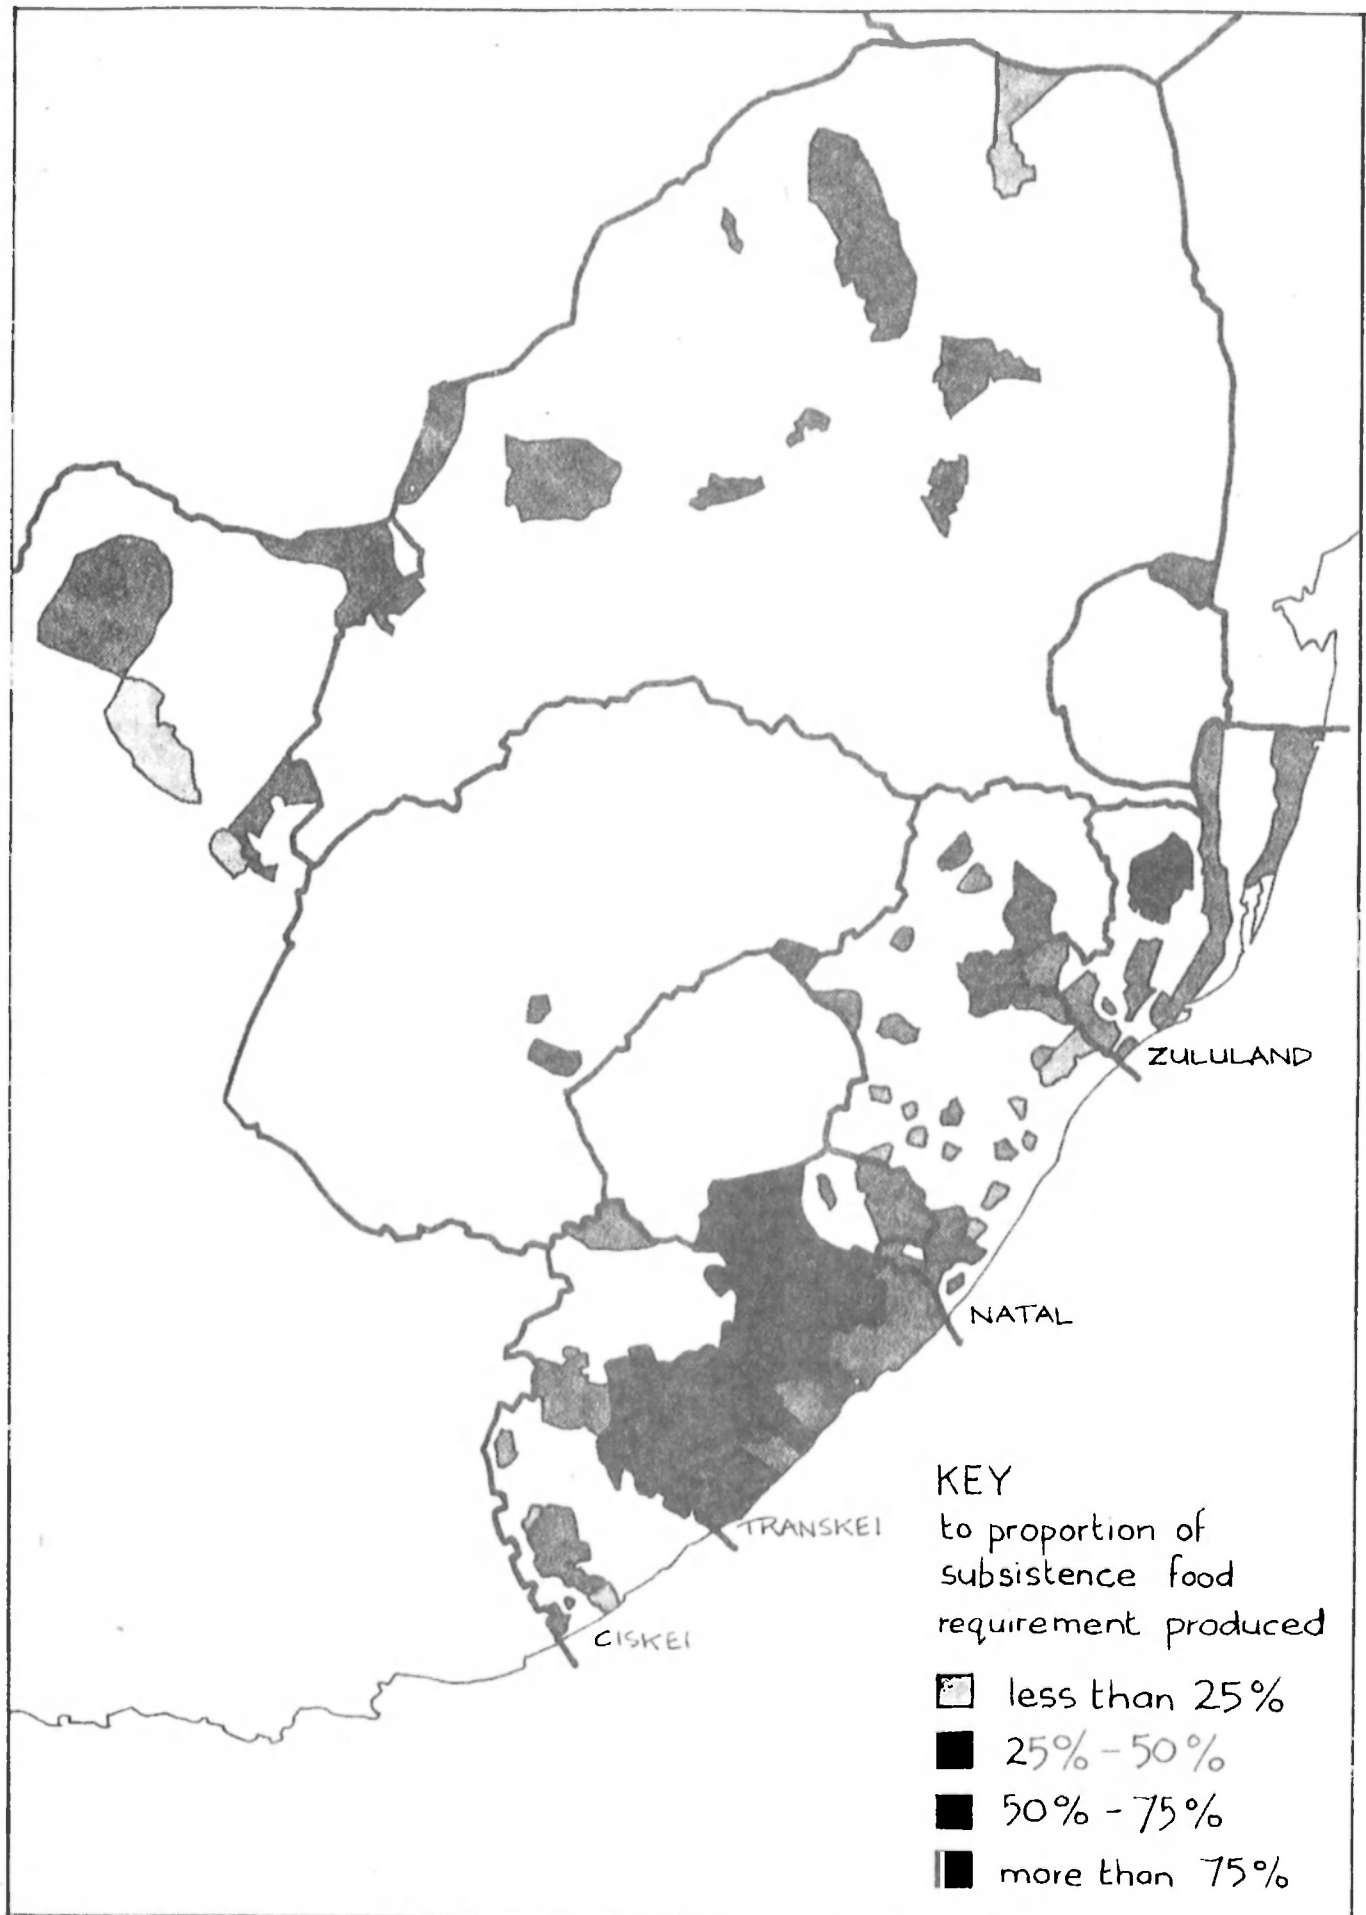 ZULULAND
NATAL
TRANSKEI
CISKEI
KEY
to proportion of
subsistence food
requirement produced
less than 25%
25% - 50%
50% - 75%
more than 75%